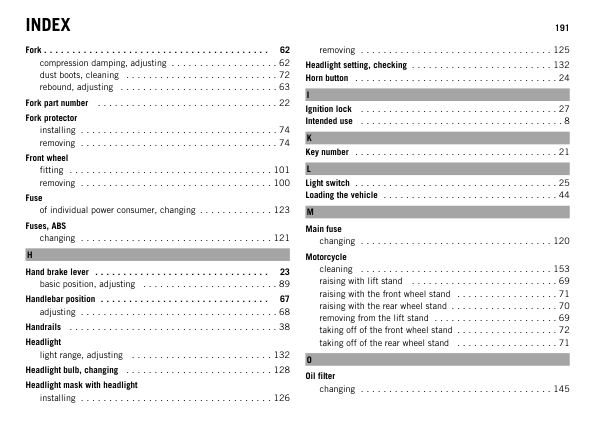 INDEX
191
Fork . . . . . . . . . . . . . . . . . . . . . . . . . . . . . . . . . . . . 62
compression damping, adjusting . . . . . . . . . . . . . . . . . 62
dust boots, cleaning . . . . . . . . . . . . . . . . . . . . . . . . . . 72
rebound, adjusting . . . . . . . . . . . . . . . . . . . . . . . . . . . 63
Fork part number . . . . . . . . . . . . . . . . . . . . . . . . . . . . . 22
Fork protector
installing . . . . . . . . . . . . . . . . . . . . . . . . . . . . . . . . . 74
removing . . . . . . . . . . . . . . . . . . . . . . . . . . . . . . . . . 74
Front wheel
fitting . . . . . . . . . . . . . . . . . . . . . . . . . . . . . . . . . . 101
removing . . . . . . . . . . . . . . . . . . . . . . . . . . . . . . . . 100
Fuse
of individual power consumer, changing . . . . . . . . . . . . 123
Fuses, ABS
changing . . . . . . . . . . . . . . . . . . . . . . . . . . . . . . . . 121
H
Hand brake lever . . . . . . . . . . . . . . . . . . . . . . . . . . . . 23
basic position, adjusting . . . . . . . . . . . . . . . . . . . . . . . 89
Handlebar position . . . . . . . . . . . . . . . . . . . . . . . . . . . 67
adjusting . . . . . . . . . . . . . . . . . . . . . . . . . . . . . . . . . 68
Handrails . . . . . . . . . . . . . . . . . . . . . . . . . . . . . . . . . . 38
Headlight
light range, adjusting . . . . . . . . . . . . . . . . . . . . . . . . 132
Headlight bulb, changing . . . . . . . . . . . . . . . . . . . . . . . . 128
Headlight mask with headlight
installing . . . . . . . . . . . . . . . . . . . . . . . . . . . . . . . . 126
removing . . . . . . . . . . . . . . . . . . . . . . . . . . . . . . . . 125
Headlight setting, checking . . . . . . . . . . . . . . . . . . . . . . 132
Horn button . . . . . . . . . . . . . . . . . . . . . . . . . . . . . . . . 24
I
Ignition lock . . . . . . . . . . . . . . . . . . . . . . . . . . . . . . . . 27
Intended use . . . . . . . . . . . . . . . . . . . . . . . . . . . . . . . . 8
K
Key number . . . . . . . . . . . . . . . . . . . . . . . . . . . . . . . . 21
L
Light switch . . . . . . . . . . . . . . . . . . . . . . . . . . . . . . . . 25
Loading the vehicle . . . . . . . . . . . . . . . . . . . . . . . . . . . . 44
M
Main fuse
changing . . . . . . . . . . . . . . . . . . . . . . . . . . . . . . . . 120
Motorcycle
cleaning . . . . . . . . . . . . . . . . . . . . . . . . . . . . . . . . 153
raising with lift stand . . . . . . . . . . . . . . . . . . . . . . . . . 69
raising with the front wheel stand . . . . . . . . . . . . . . . . . 71
raising with the rear wheel stand . . . . . . . . . . . . . . . . . . 70
removing from the lift stand . . . . . . . . . . . . . . . . . . . . . 69
taking off of the front wheel stand . . . . . . . . . . . . . . . . . 72
taking off of the rear wheel stand . . . . . . . . . . . . . . . . . . 71
O
Oil filter
changing . . . . . . . . . . . . . . . . . . . . . . . . . . . . . . . . 145